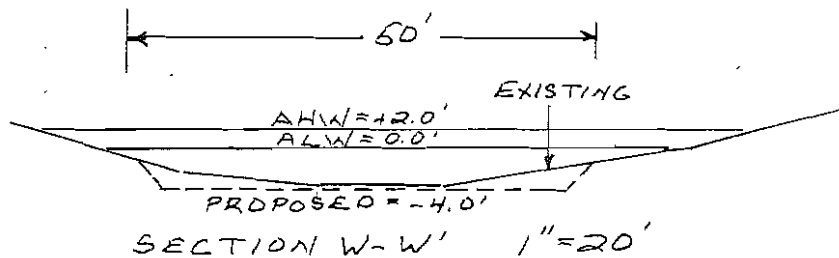 50'
EXISTING
AHW=+2.0'
ALW=0.0'
PROPOSED=-4.0'
SECTION W-W' 1"=20'